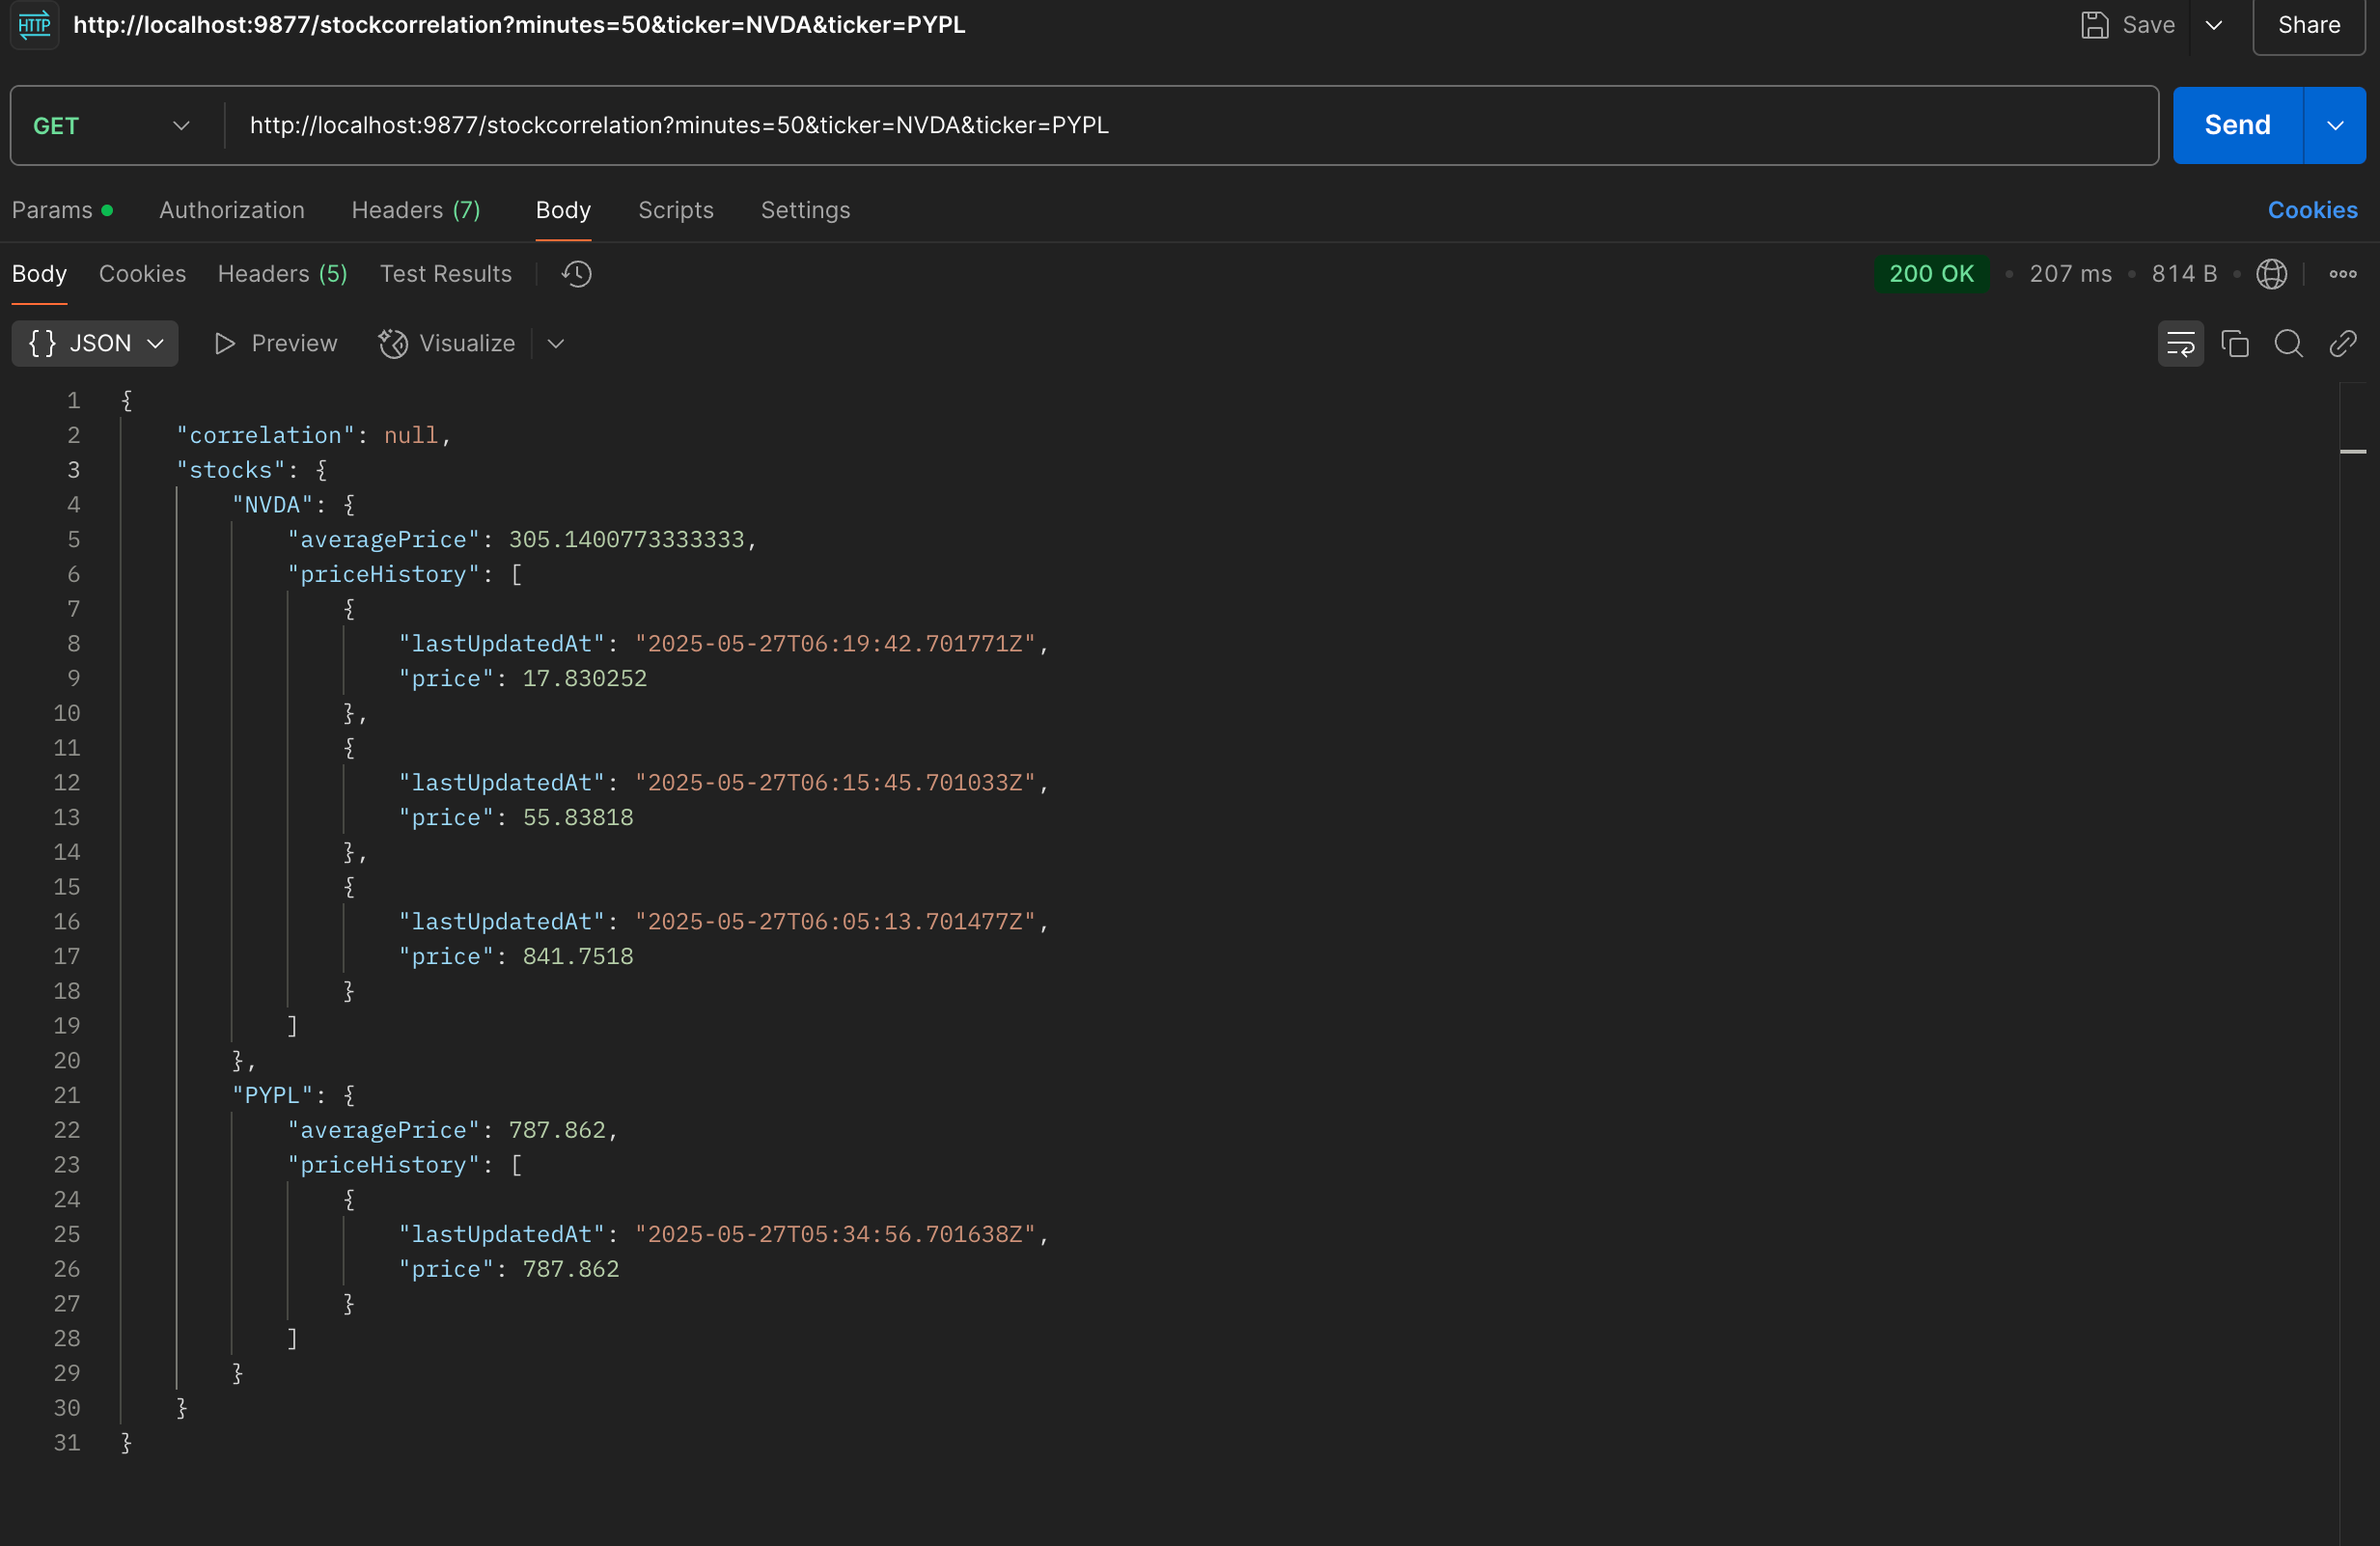 HTTP http://localhost:9877/stockcorrelation?minutes=50&ticker=NVDA&ticker=PYPL Save Share
GET http://localhost:9877/stockcorrelation?minutes=50&ticker=NVDA&ticker=PYPL Send
Params Authorization Headers (7) Body Scripts Settings Cookies
Body Cookies Headers (5) Test Results 200 OK 207 ms 814 B
{} JSON Preview Visualize
1 {
2 "correlation": null,
3 "stocks": {
4 "NVDA": {
5 "averagePrice": 305.1400773333333,
6 "priceHistory": [
7 {
8 "lastUpdatedAt": "2025-05-27T06:19:42.701771Z",
9 "price": 17.830252
10 },
11 {
12 "lastUpdatedAt": "2025-05-27T06:15:45.701033Z",
13 "price": 55.83818
14 },
15 {
16 "lastUpdatedAt": "2025-05-27T06:05:13.701477Z",
17 "price": 841.7518
18 }
19 ]
20 },
21 "PYPL": {
22 "averagePrice": 787.862,
23 "priceHistory": [
24 {
25 "lastUpdatedAt": "2025-05-27T05:34:56.701638Z",
26 "price": 787.862
27 }
28 ]
29 }
30 }
31 }